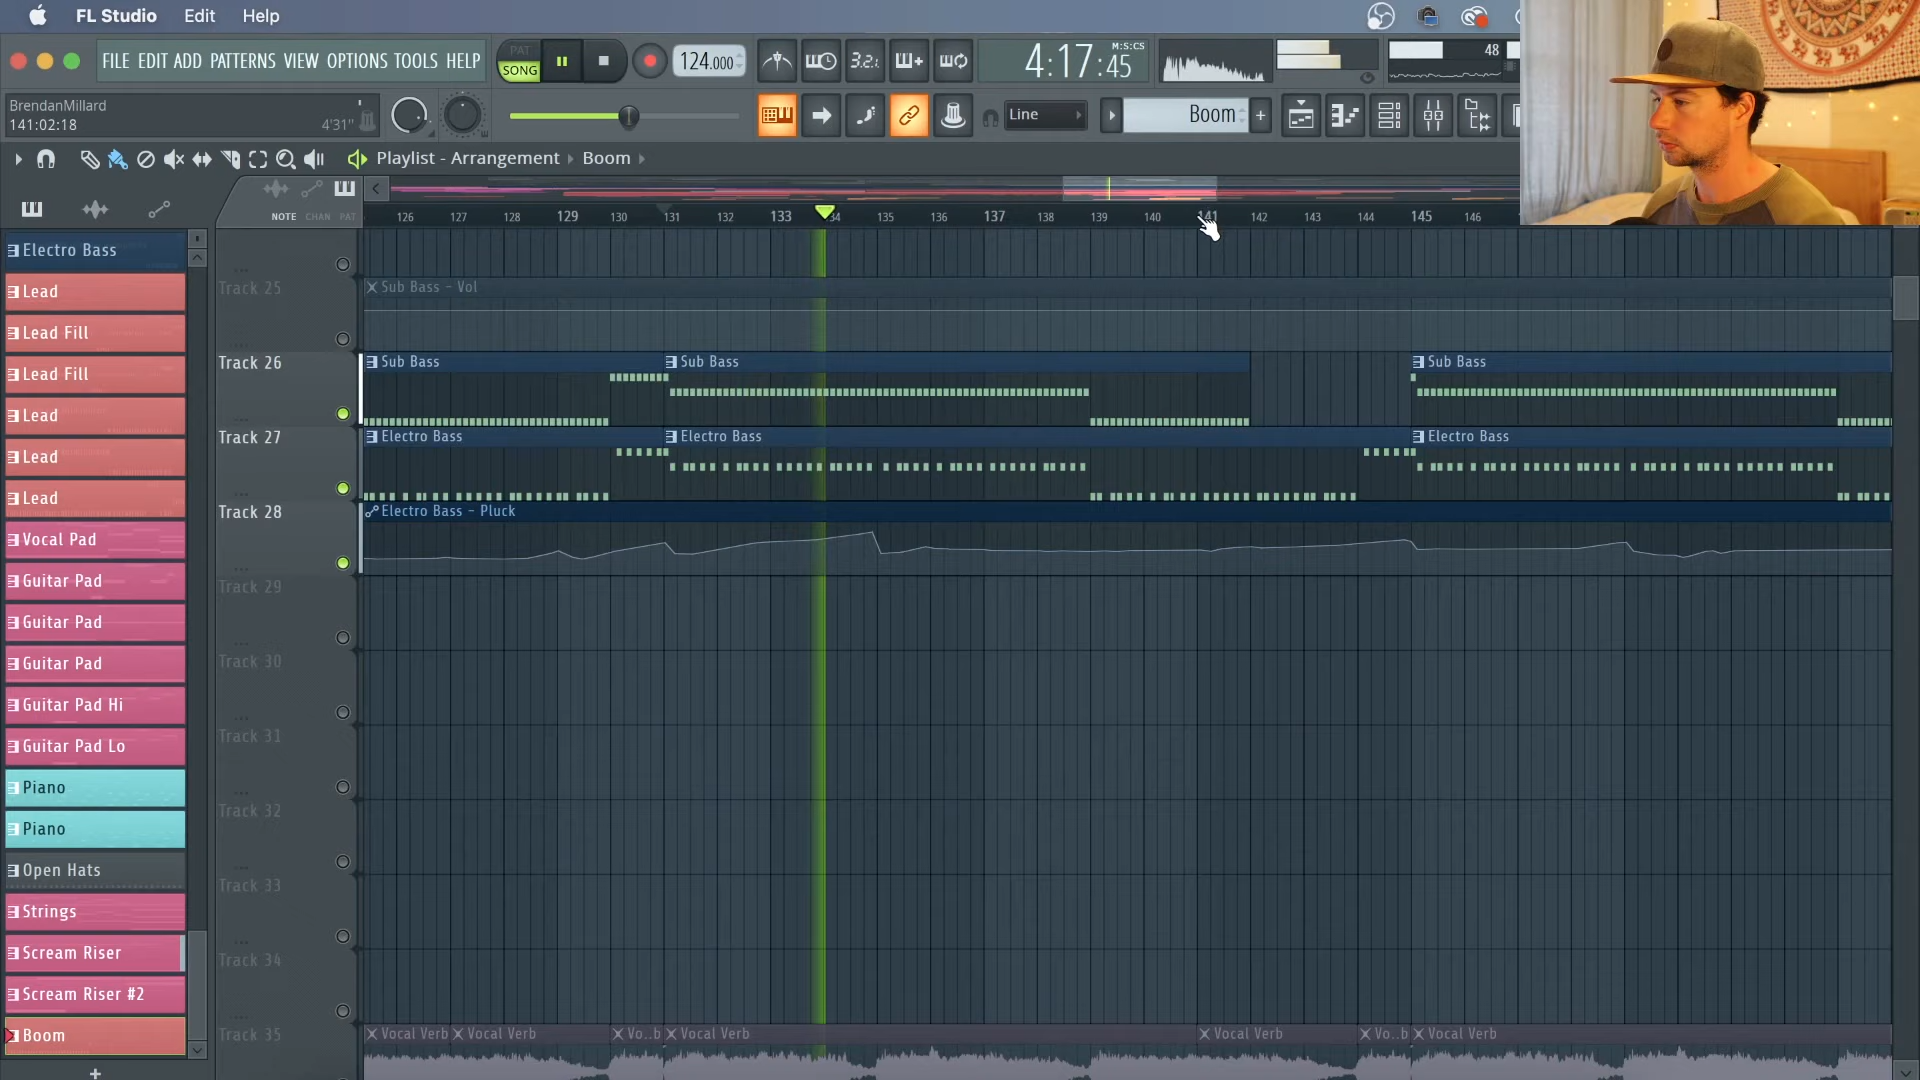 FL Studio Edit Help
FILE EDIT ADD PATTERNS VIEW OPTIONS TOOLS HELP
PAT
SONG
124.000
3.2.
4:17:45
M:S:CS
48
BrendanMillard
141:02:18
4'31"
Line
Boom
Playlist - Arrangement Boom
NOTE CHAN PAT
126 127 128 129 130 131 132 133 34 135 136 137 138 139 140 141 142 143 144 145 146
Electro Bass
Lead
Lead Fill
Lead Fill
Lead
Lead
Lead
Vocal Pad
Guitar Pad
Guitar Pad
Guitar Pad
Guitar Pad Hi
Guitar Pad Lo
Piano
Piano
Open Hats
Strings
Scream Riser
Scream Riser #2
Boom
Track 25
Sub Bass - Vol
Track 26
Sub Bass Sub Bass Sub Bass
Track 27
Electro Bass Electro Bass Electro Bass
Track 28
Electro Bass - Pluck
Track 29
Track 30
Track 31
Track 32
Track 33
Track 34
Track 35
Vocal Verb Vocal Verb Vo..b Vocal Verb Vocal Verb Vo..b Vocal Verb